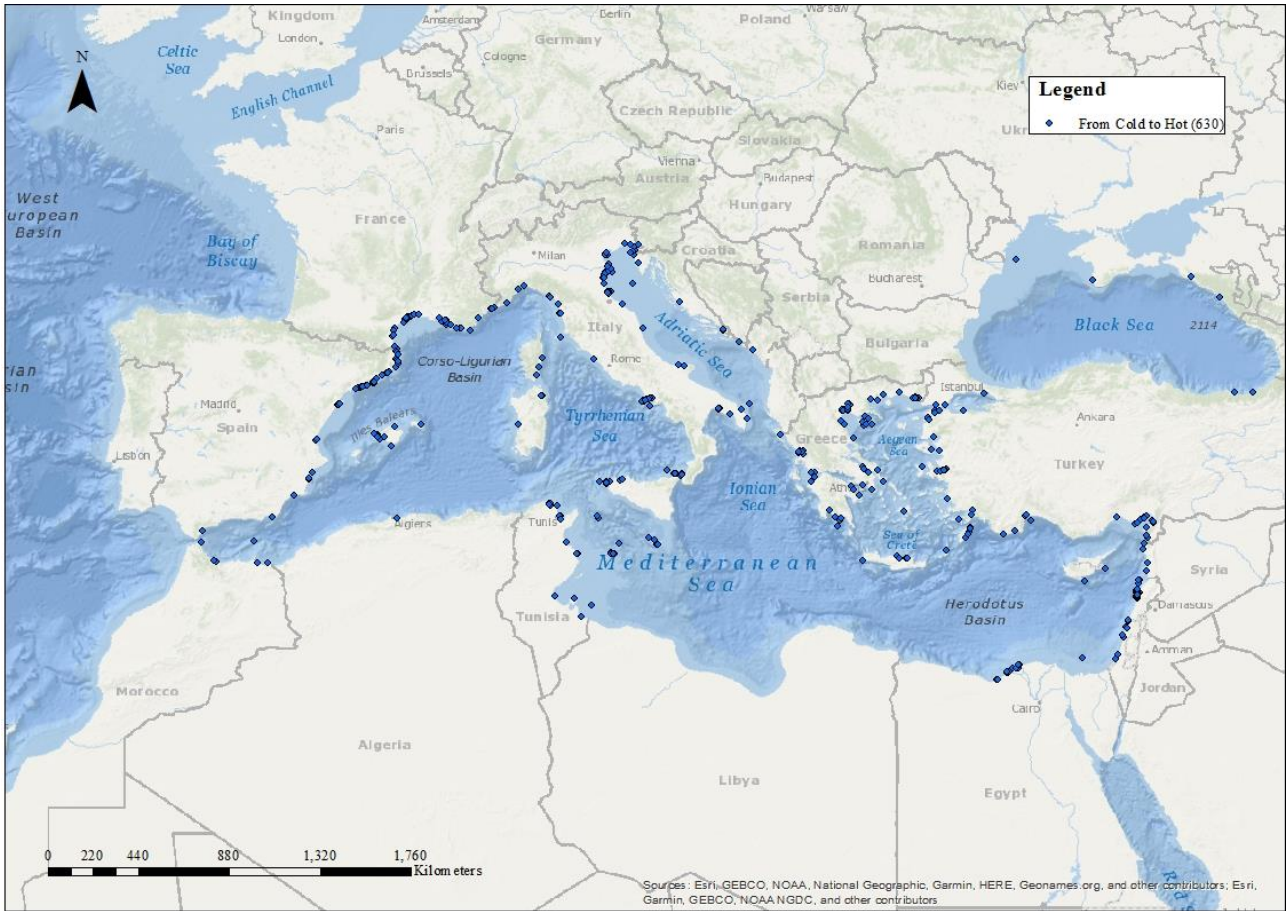 Kingdom
London
Amsterdam
Berlin
Poland
Warsaw
Celtic
Sea
Germany
Cologne
Brussels
N
English Channel
Legend
From Cold to Hot (630)
Kiev
Ukr
Czech Republic
Paris
Slovakia
Vienna
Austria
Budapest
Hungary
West
uropean
Basin
France
Bay of
Biscay
Milan
Croatia
Romania
Bucharest
Serbia
Black Sea
2114
Italy
Adriatic Sea
Bulgaria
Corso-Ligurian
Basin
Rome
rian
sin
Istanbul
Madrid
Spain
Illes Balears
Tyrrhenian
Sea
Ankara
Greece
Aegean
Sea
Lisbon
Turkey
Ath
Ionian
Sea
Algiers
Tunis
Sea of
Crete
Mediterranean
Sea
Syria
Herodotus
Basin
Damascus
Tunisia
Amman
Morocco
Jordan
Cairo
Algeria
Libya
Egypt
0 220 440 880 1,320 1,760
Kilometers
Red S
Sources: Esri, GEBCO, NOAA, National Geographic, Garmin, HERE, Geonames.org, and other contributors; Esri,
Garmin, GEBCO, NOAA NGDC, and other contributors